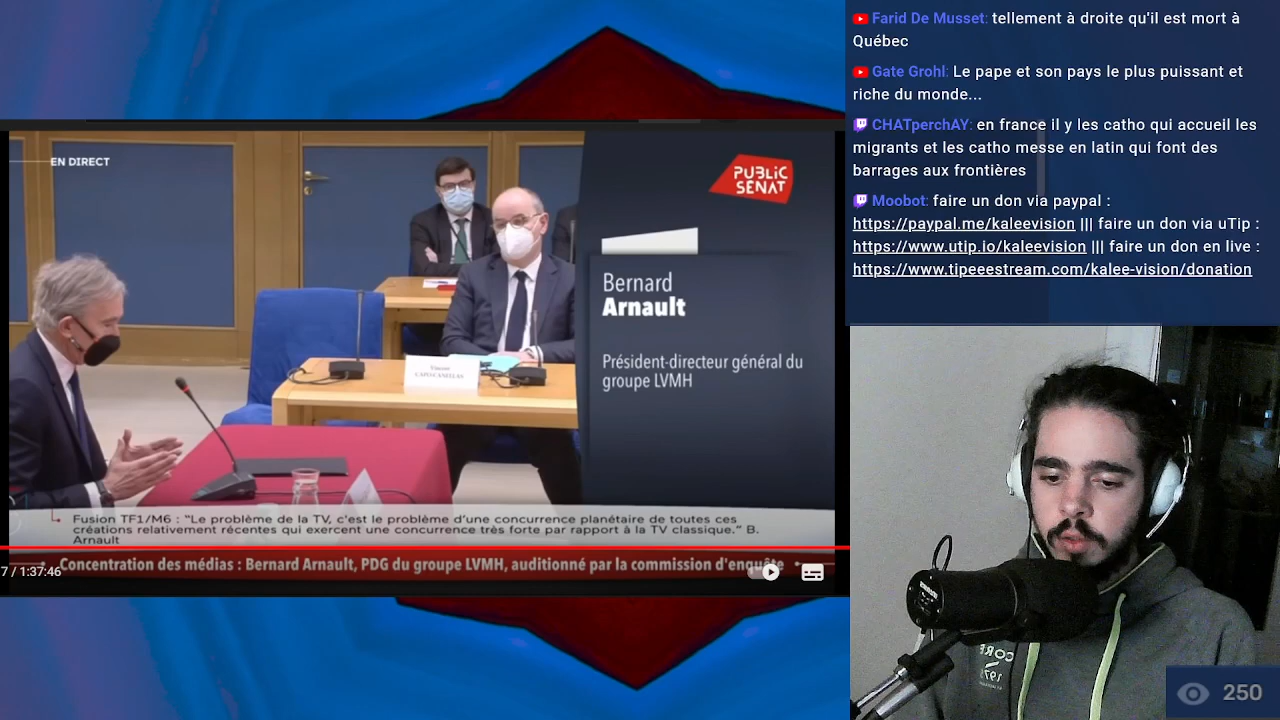 EN DIRECT
PUBLIC
SÉNAT
Bernard
Arnault
Président-directeur général du
groupe LVMH
Vincent
CAPO-CANELLAS
Fusion TF1/M6 : "Le problème de la TV, c'est le problème d'une concurrence planétaire de toutes ces
créations relativement récentes qui exercent une concurrence très forte par rapport à la TV classique." B.
Arnault
Concentration des médias : Bernard Arnault, PDG du groupe LVMH, auditionné par la commission d'enquête
7 / 1:37:46
Farid De Musset: tellement à droite qu'il est mort à
Québec
Gate Grohl: Le pape et son pays le plus puissant et
riche du monde...
CHATperchAY: en france il y les catho qui accueil les
migrants et les catho messe en latin qui font des
barrages aux frontières
Moobot: faire un don via paypal :
https://paypal.me/kaleevision ||| faire un don via uTip :
https://www.utip.io/kaleevision ||| faire un don en live :
https://www.tipeeestream.com/kalee-vision/donation
250